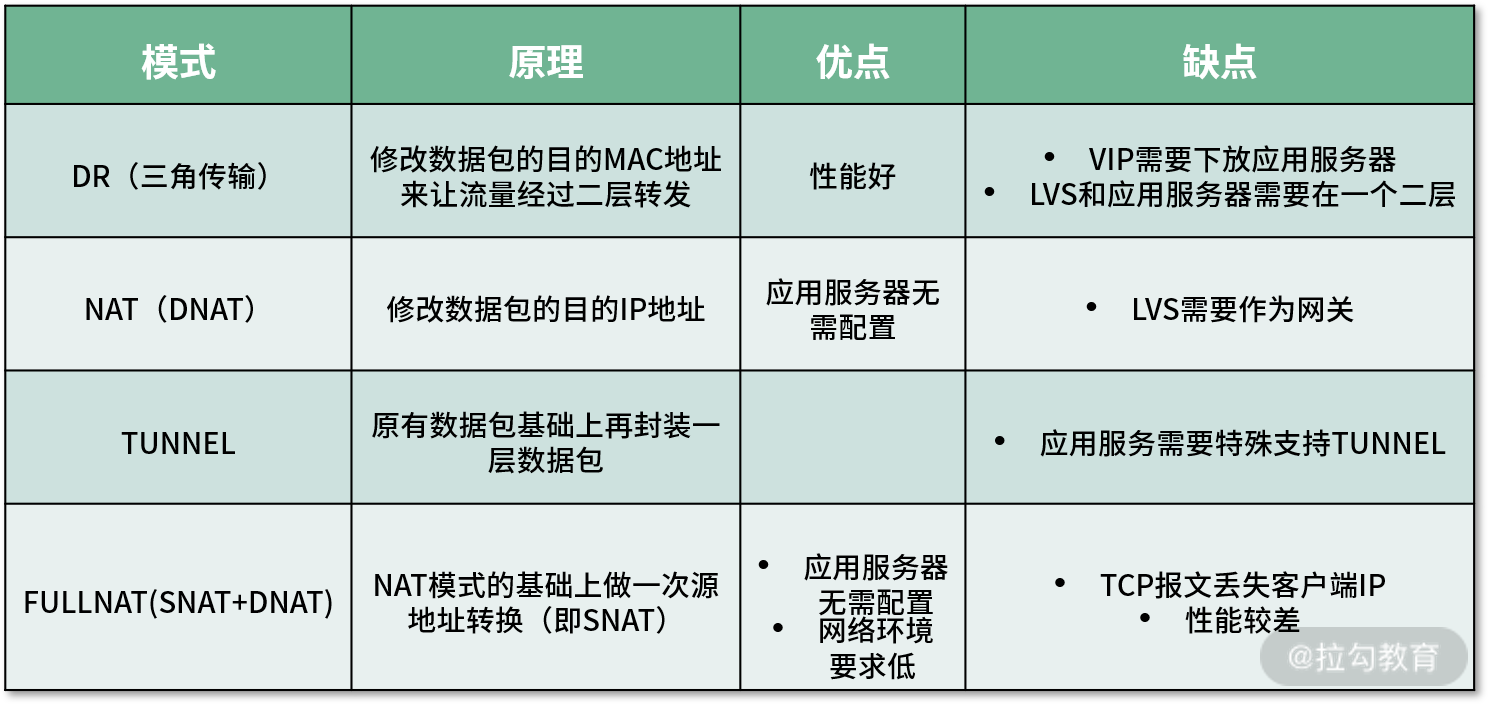 模式
原理
优点
缺点
DR（三角传输）
修改数据包的目的MAC地址
来让流量经过二层转发
性能好
• VIP需要下放应用服务器
• LVS和应用服务器需要在一个二层
NAT（DNAT）
修改数据包的目的IP地址
应用服务器无
需配置
• LVS需要作为网关
TUNNEL
原有数据包基础上再封装一
层数据包
• 应用服务需要特殊支持TUNNEL
FULLNAT(SNAT+DNAT)
NAT模式的基础上做一次源
地址转换（即SNAT）
• 应用服务器
无需配置
• 网络环境
要求低
• TCP报文丢失客户端IP
• 性能较差
@拉勾教育